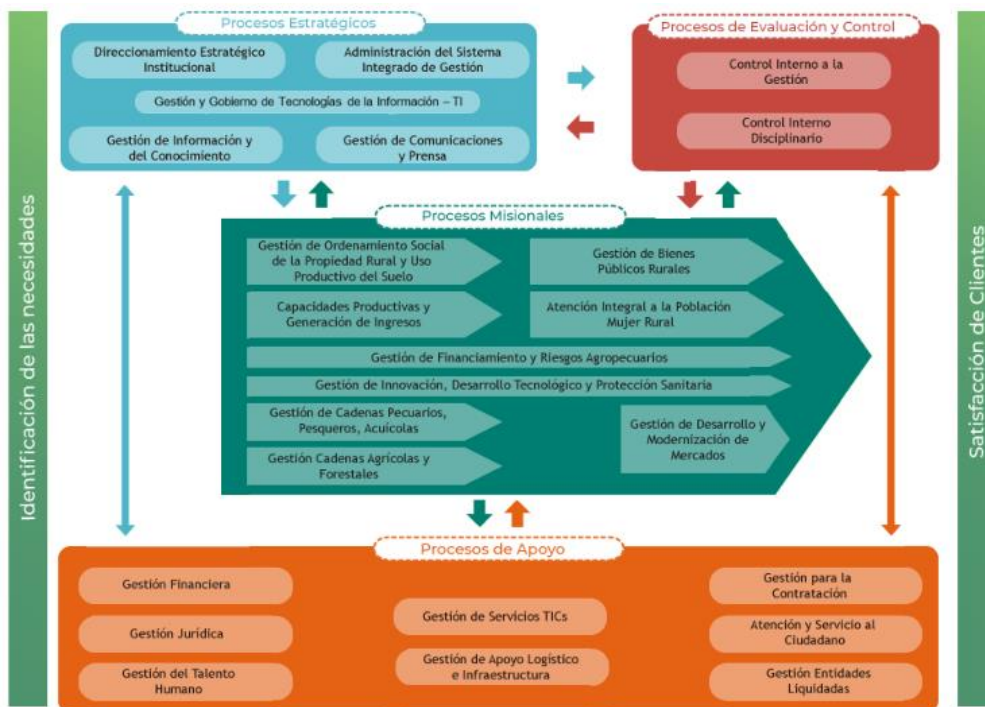 Identificación de las necesidades
Procesos Estratégicos
Direccionamiento Estratégico
Institucional
Administración del Sistema
Integrado de Gestión
Gestión y Gobierno de Tecnologías de la Información – TI
Gestión de Información y
del Conocimiento
Gestión de Comunicaciones
y Prensa
Procesos de Evaluación y Control
Control Interno a la
Gestión
Control Interno
Disciplinario
Procesos Misionales
Gestión de Ordenamiento Social
de la Propiedad Rural y Uso
Productivo del Suelo
Gestión de Bienes
Públicos Rurales
Capacidades Productivas y
Generación de Ingresos
Atención Integral a la Población
Mujer Rural
Gestión de Financiamiento y Riesgos Agropecuarios
Gestión de Innovación, Desarrollo Tecnológico y Protección Sanitaria
Gestión de Cadenas Pecuarios,
Pesqueros, Acuícolas
Gestión Cadenas Agrícolas y
Forestales
Gestión de Desarrollo y
Modernización de
Mercados
Procesos de Apoyo
Gestión Financiera
Gestión Jurídica
Gestión del Talento
Humano
Gestión de Servicios TICs
Gestión de Apoyo Logístico
e Infraestructura
Gestión para la
Contratación
Atención y Servicio al
Ciudadano
Gestión Entidades
Liquidadas
Satisfacción de Clientes